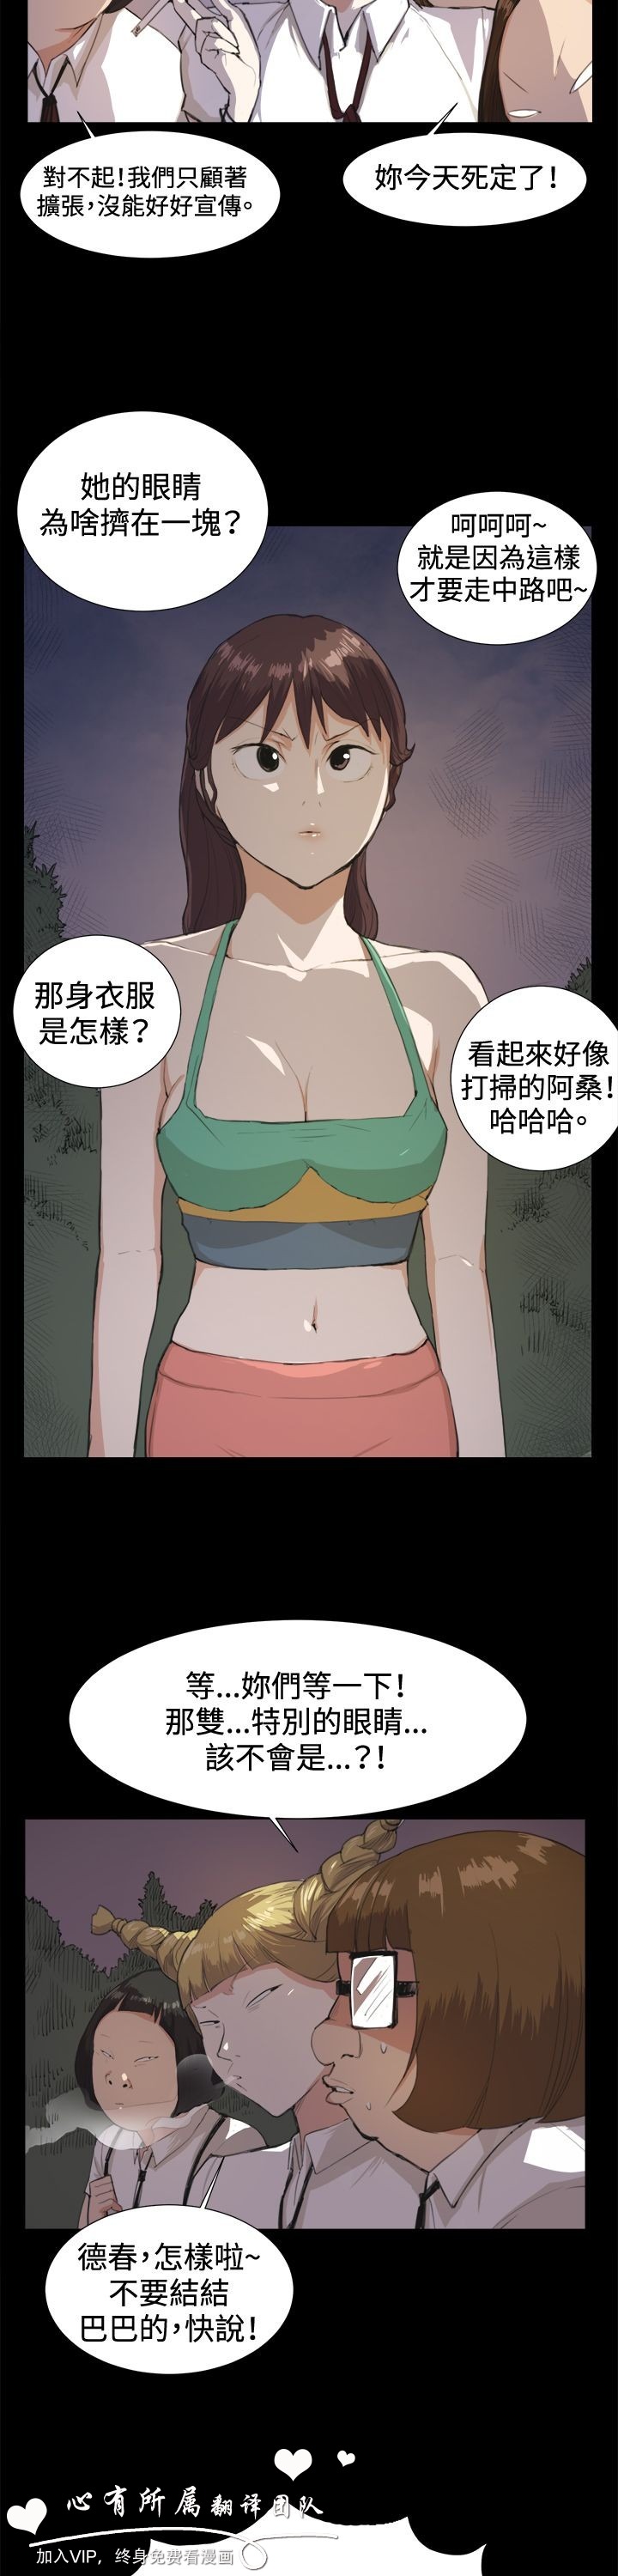 對不起!我們只顧著
擴張,沒能好好宣傳。
妳今天死定了!
她的眼睛
為啥擠在一塊?
呵呵呵~
就是因為這樣
才要走中路吧~
那身衣服
是怎樣?
看起來好像
打掃的阿桑!
哈哈哈。
等...妳們等一下!
那雙...特別的眼睛...
該不會是...?!
德春,怎樣啦~
不要結結
巴巴的,快說!
心有所属翻译团队
加入VIP,终身免费看漫画